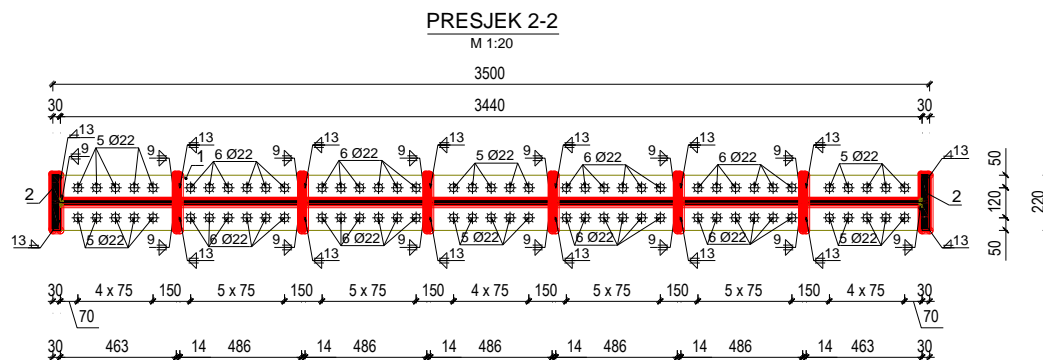 PRESJEK 2-2
M 1:20
3500
30 3440 30
13 13 13 13 13 13 13 13
9 5 Ø22 9 1 6 Ø22 9 6 Ø22 9 5 Ø22 9 6 Ø22 9 6 Ø22 9 5 Ø22
50
2 2 120 220
50
13 5 Ø22 9 6 Ø22 9 6 Ø22 9 5 Ø22 9 6 Ø22 9 6 Ø22 9 5 Ø22 9 13
13 13 13 13 13 13
30 4 x 75 150 5 x 75 150 5 x 75 150 4 x 75 150 5 x 75 150 5 x 75 150 4 x 75 30
70 70
30 463 14 486 14 486 14 486 14 486 14 486 14 463 30